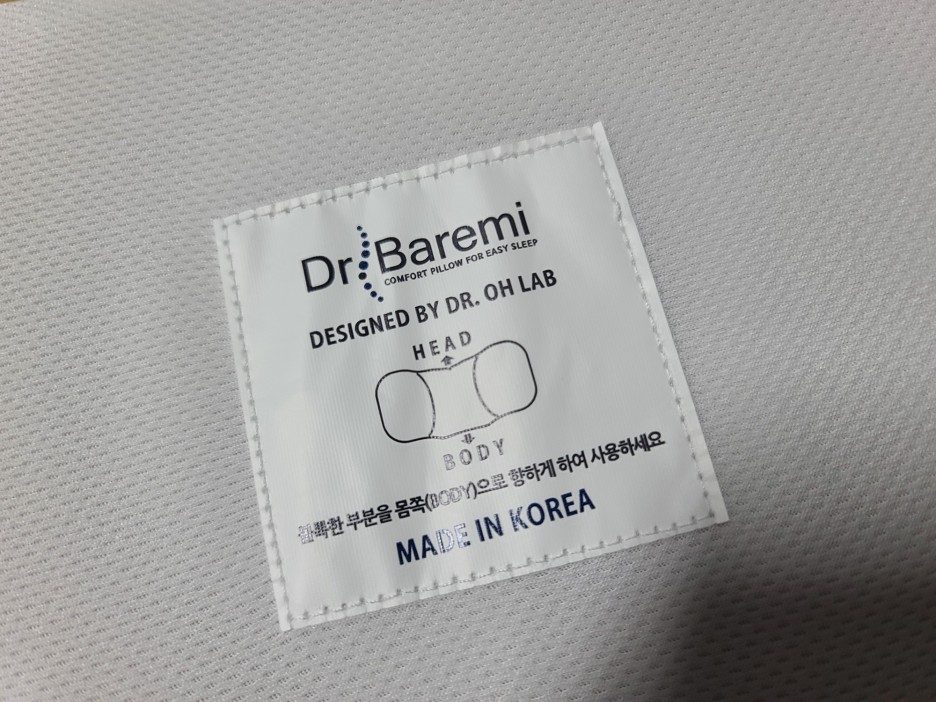 Dr Baremi
COMFORT PILLOW FOR EASY SLEEP
DESIGNED BY DR. OH LAB
HEAD
BODY
부분을 몸쪽(BODY)으로 향하게 하여 사용하세요
MADE IN KOREA